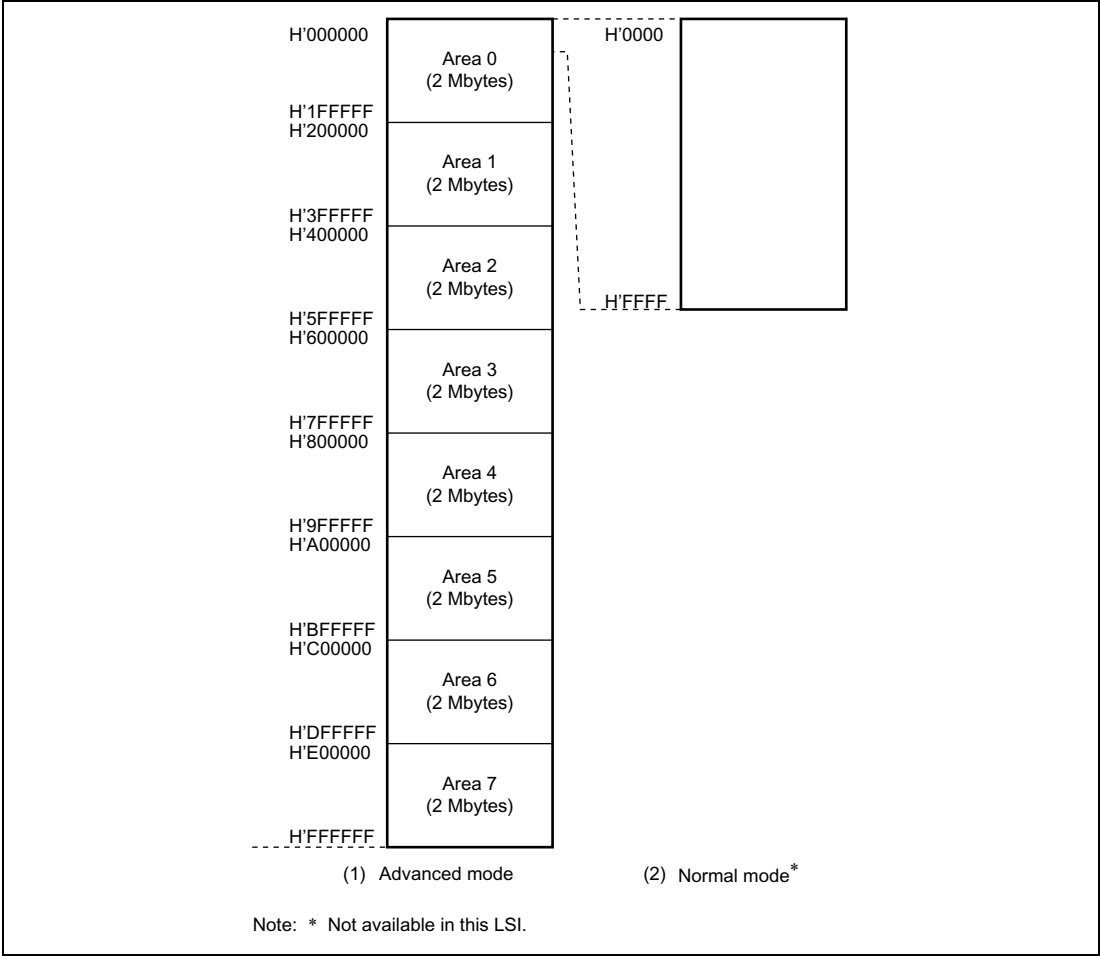 H'000000
Area 0
(2 Mbytes)
H'1FFFFF
H'200000
Area 1
(2 Mbytes)
H'3FFFFF
H'400000
Area 2
(2 Mbytes)
H'5FFFFF
H'600000
Area 3
(2 Mbytes)
H'7FFFFF
H'800000
Area 4
(2 Mbytes)
H'9FFFFF
H'A00000
Area 5
(2 Mbytes)
H'BFFFFF
H'C00000
Area 6
(2 Mbytes)
H'DFFFFF
H'E00000
Area 7
(2 Mbytes)
H'FFFFFF
(1) Advanced mode
H'0000
H'FFFF
(2) Normal mode*
Note: * Not available in this LSI.